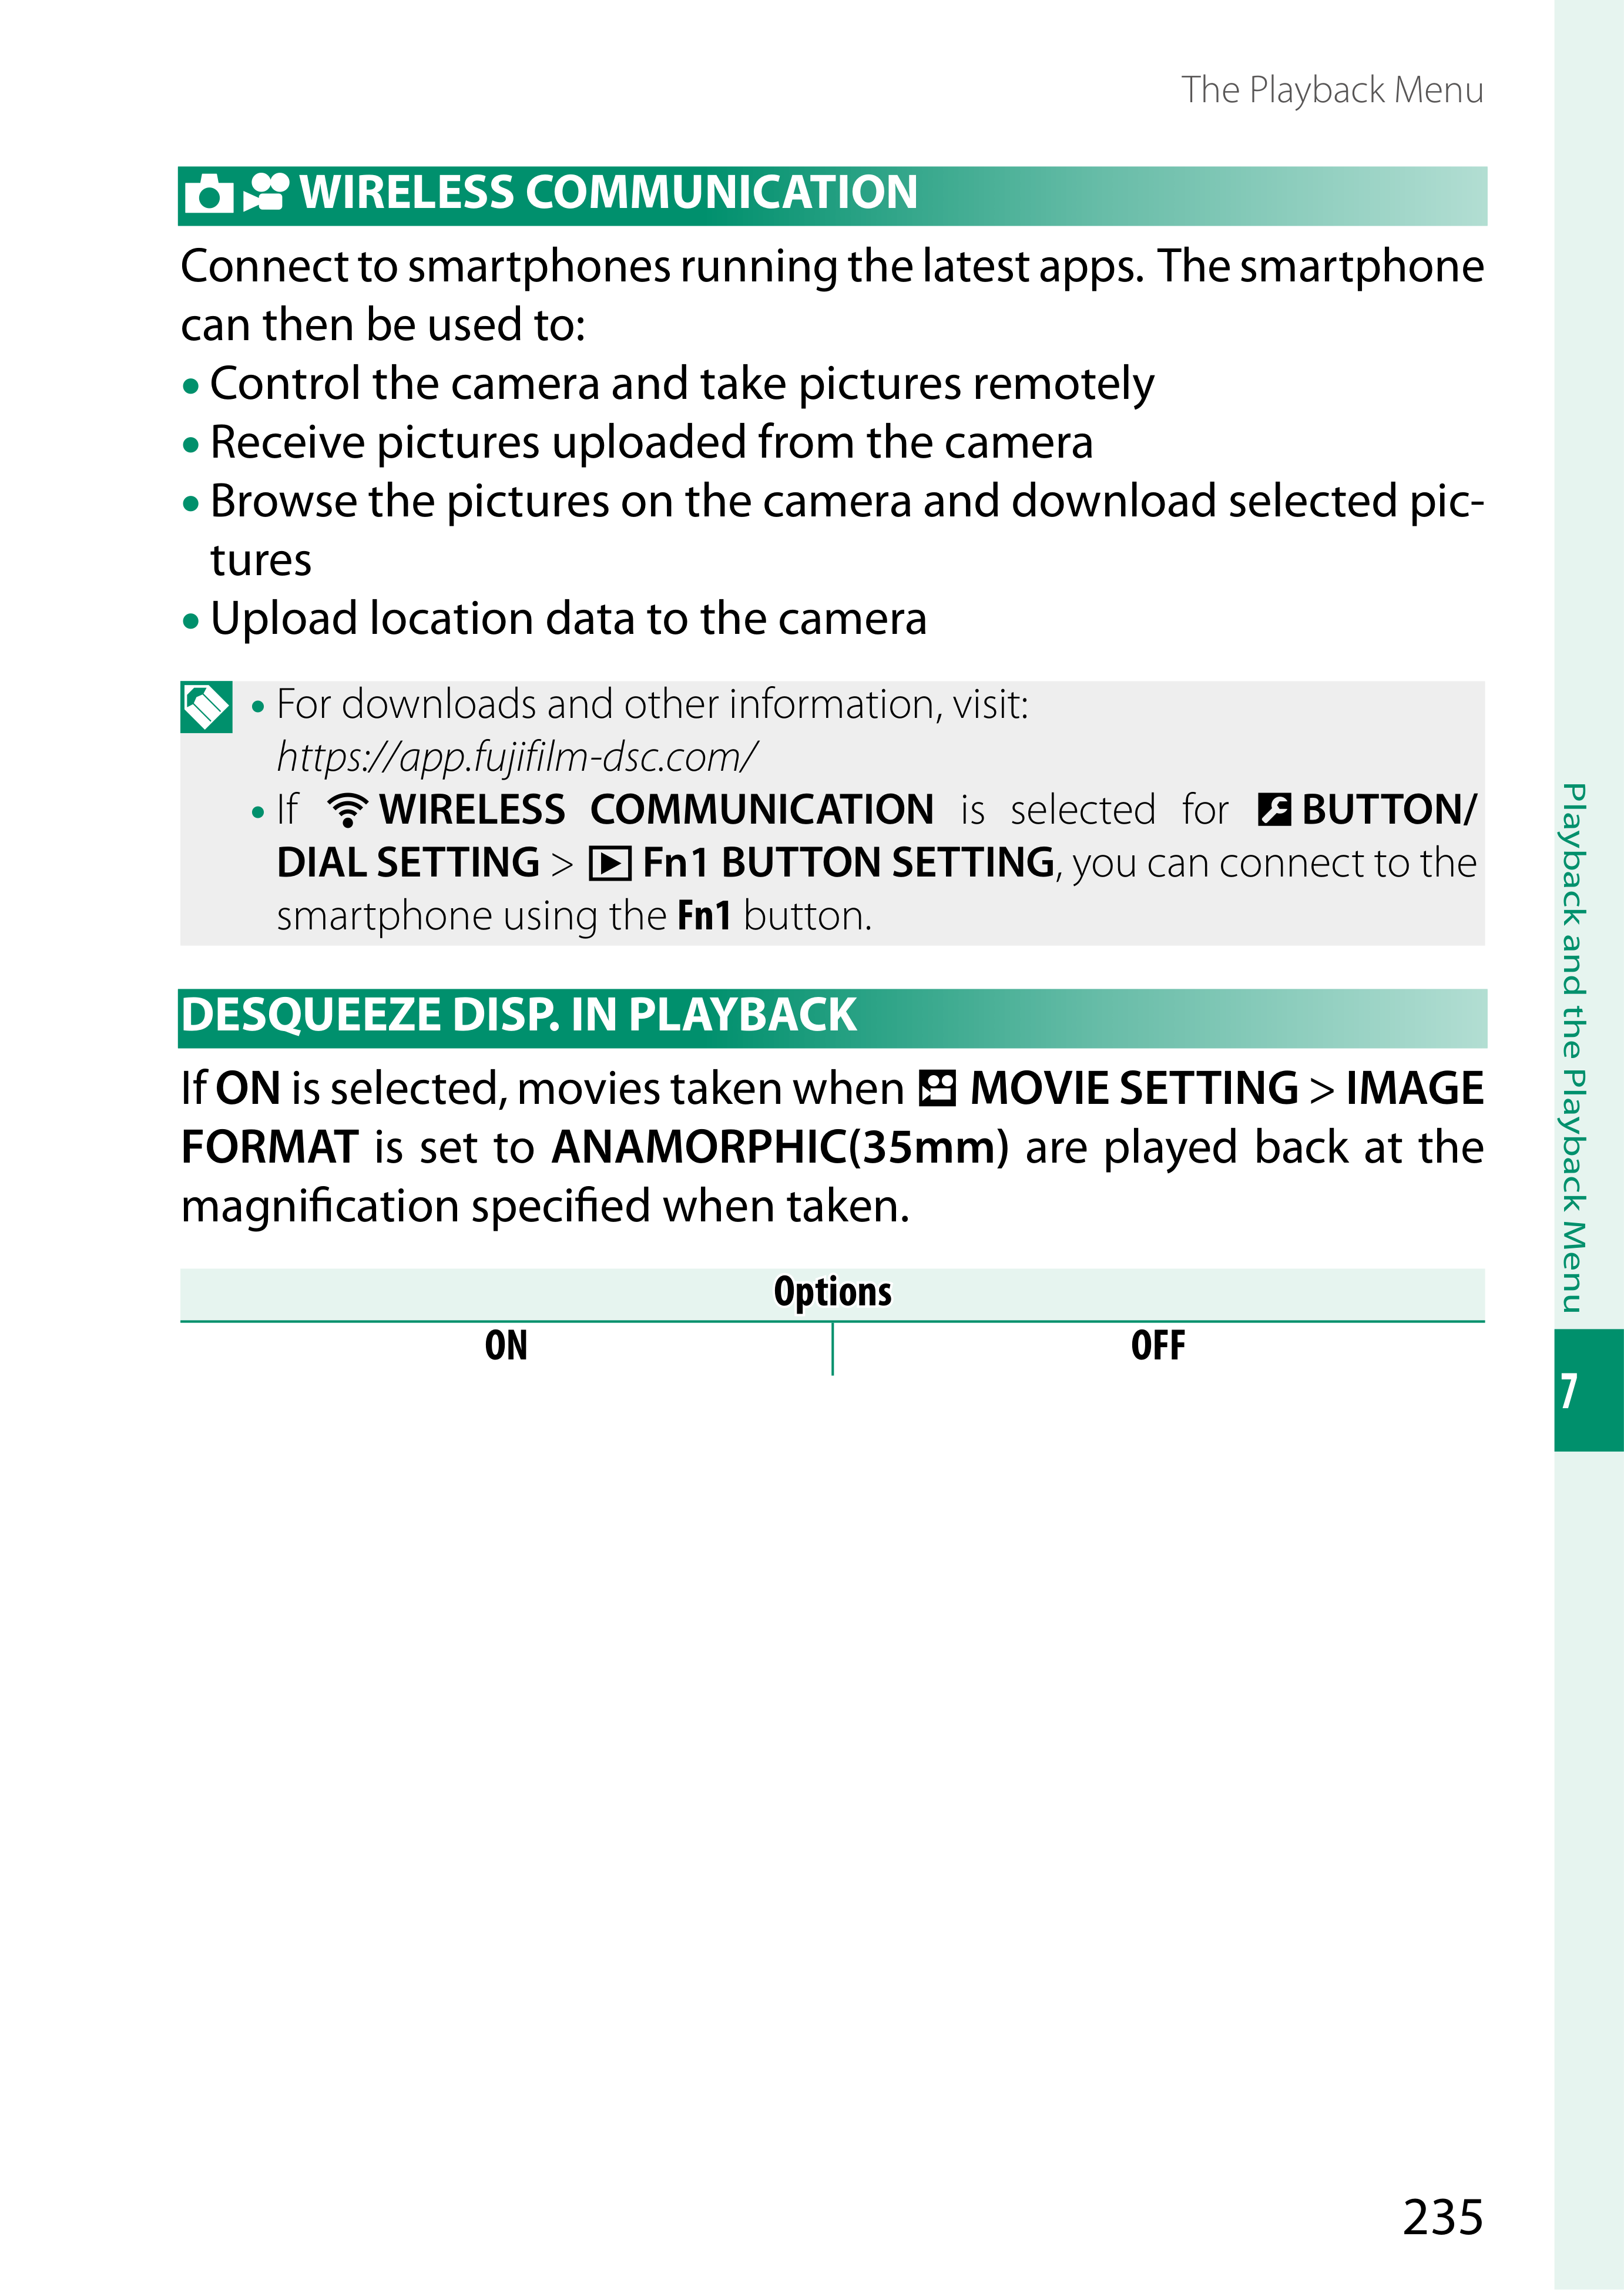 The Playback Menu
WIRELESS COMMUNICATION
Connect to smartphones running the latest apps. The smartphone
can then be used to:
• Control the camera and take pictures remotely
• Receive pictures uploaded from the camera
• Browse the pictures on the camera and download selected pic-
tures
• Upload location data to the camera
• For downloads and other information, visit:
https://app.fujifilm-dsc.com/
• If WIRELESS COMMUNICATION is selected for BUTTON/
DIAL SETTING > Fn1 BUTTON SETTING, you can connect to the
smartphone using the Fn1 button.
DESQUEEZE DISP. IN PLAYBACK
If ON is selected, movies taken when MOVIE SETTING > IMAGE
FORMAT is set to ANAMORPHIC(35mm) are played back at the
magnification specified when taken.
Options
ON OFF
Playback and the Playback Menu
7
235